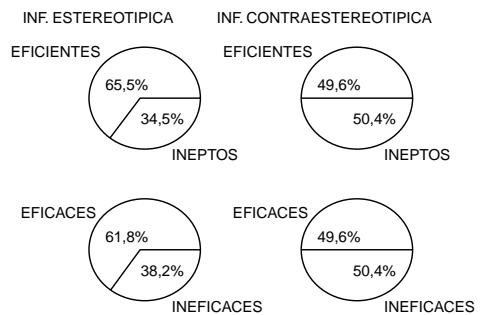 INF. ESTEREOTIPICA INF. CONTRAESTEREOTIPICA
EFICIENTES EFICIENTES
65,5% 49,6%
34,5% 50,4%
INEPTOS INEPTOS
EFICACES EFICACES
61,8% 49,6%
38,2% 50,4%
INEFICACES INEFICACES